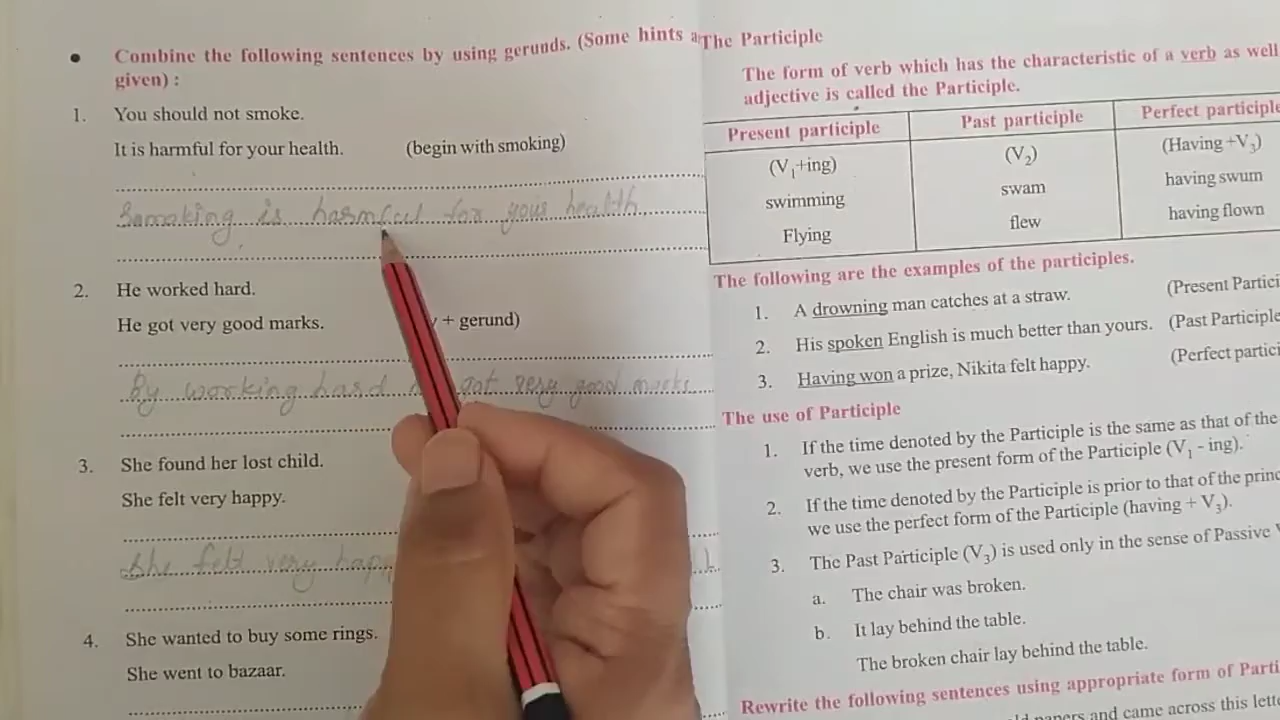 • Combine the following sentences by using gerunds. (Some hints a
given) :
1. You should not smoke.
It is harmful for your health. (begin with smoking)
Samoking is harmful for your health
2. He worked hard.
He got very good marks. + gerund)
By working hard got very good marks
3. She found her lost child.
She felt very happy.
She felt very
4. She wanted to buy some rings.
She went to bazaar.
The Participle
The form of verb which has the characteristic of a verb as well
adjective is called the Participle.
Present participle Past participle Perfect participle
(V1+ing) (V2) (Having+V3)
swimming swam having swum
Flying flew having flown
The following are the examples of the participles.
1. A drowning man catches at a straw. (Present Partici
2. His spoken English is much better than yours. (Past Participle
3. Having won a prize, Nikita felt happy. (Perfect partici
The use of Participle
1. If the time denoted by the Participle is the same as that of the
verb, we use the present form of the Participle (V1 - ing).
2. If the time denoted by the Participle is prior to that of the princ
we use the perfect form of the Participle (having + V3).
3. The Past Participle (V3) is used only in the sense of Passive
a. The chair was broken.
b. It lay behind the table.
The broken chair lay behind the table.
Rewrite the following sentences using appropriate form of Parti
papers and came across this lette